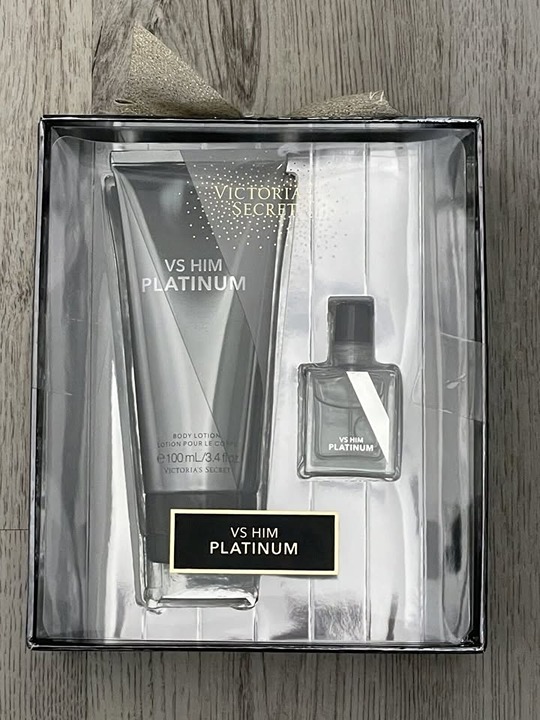 VICTORIA'S
SECRET
VS HIM
PLATINUM
BODY LOTION
LOTION POUR LE CORPS
e 100 mL/3.4 fl oz
VICTORIA'S SECRET
VS HIM
PLATINUM
VS HIM
PLATINUM